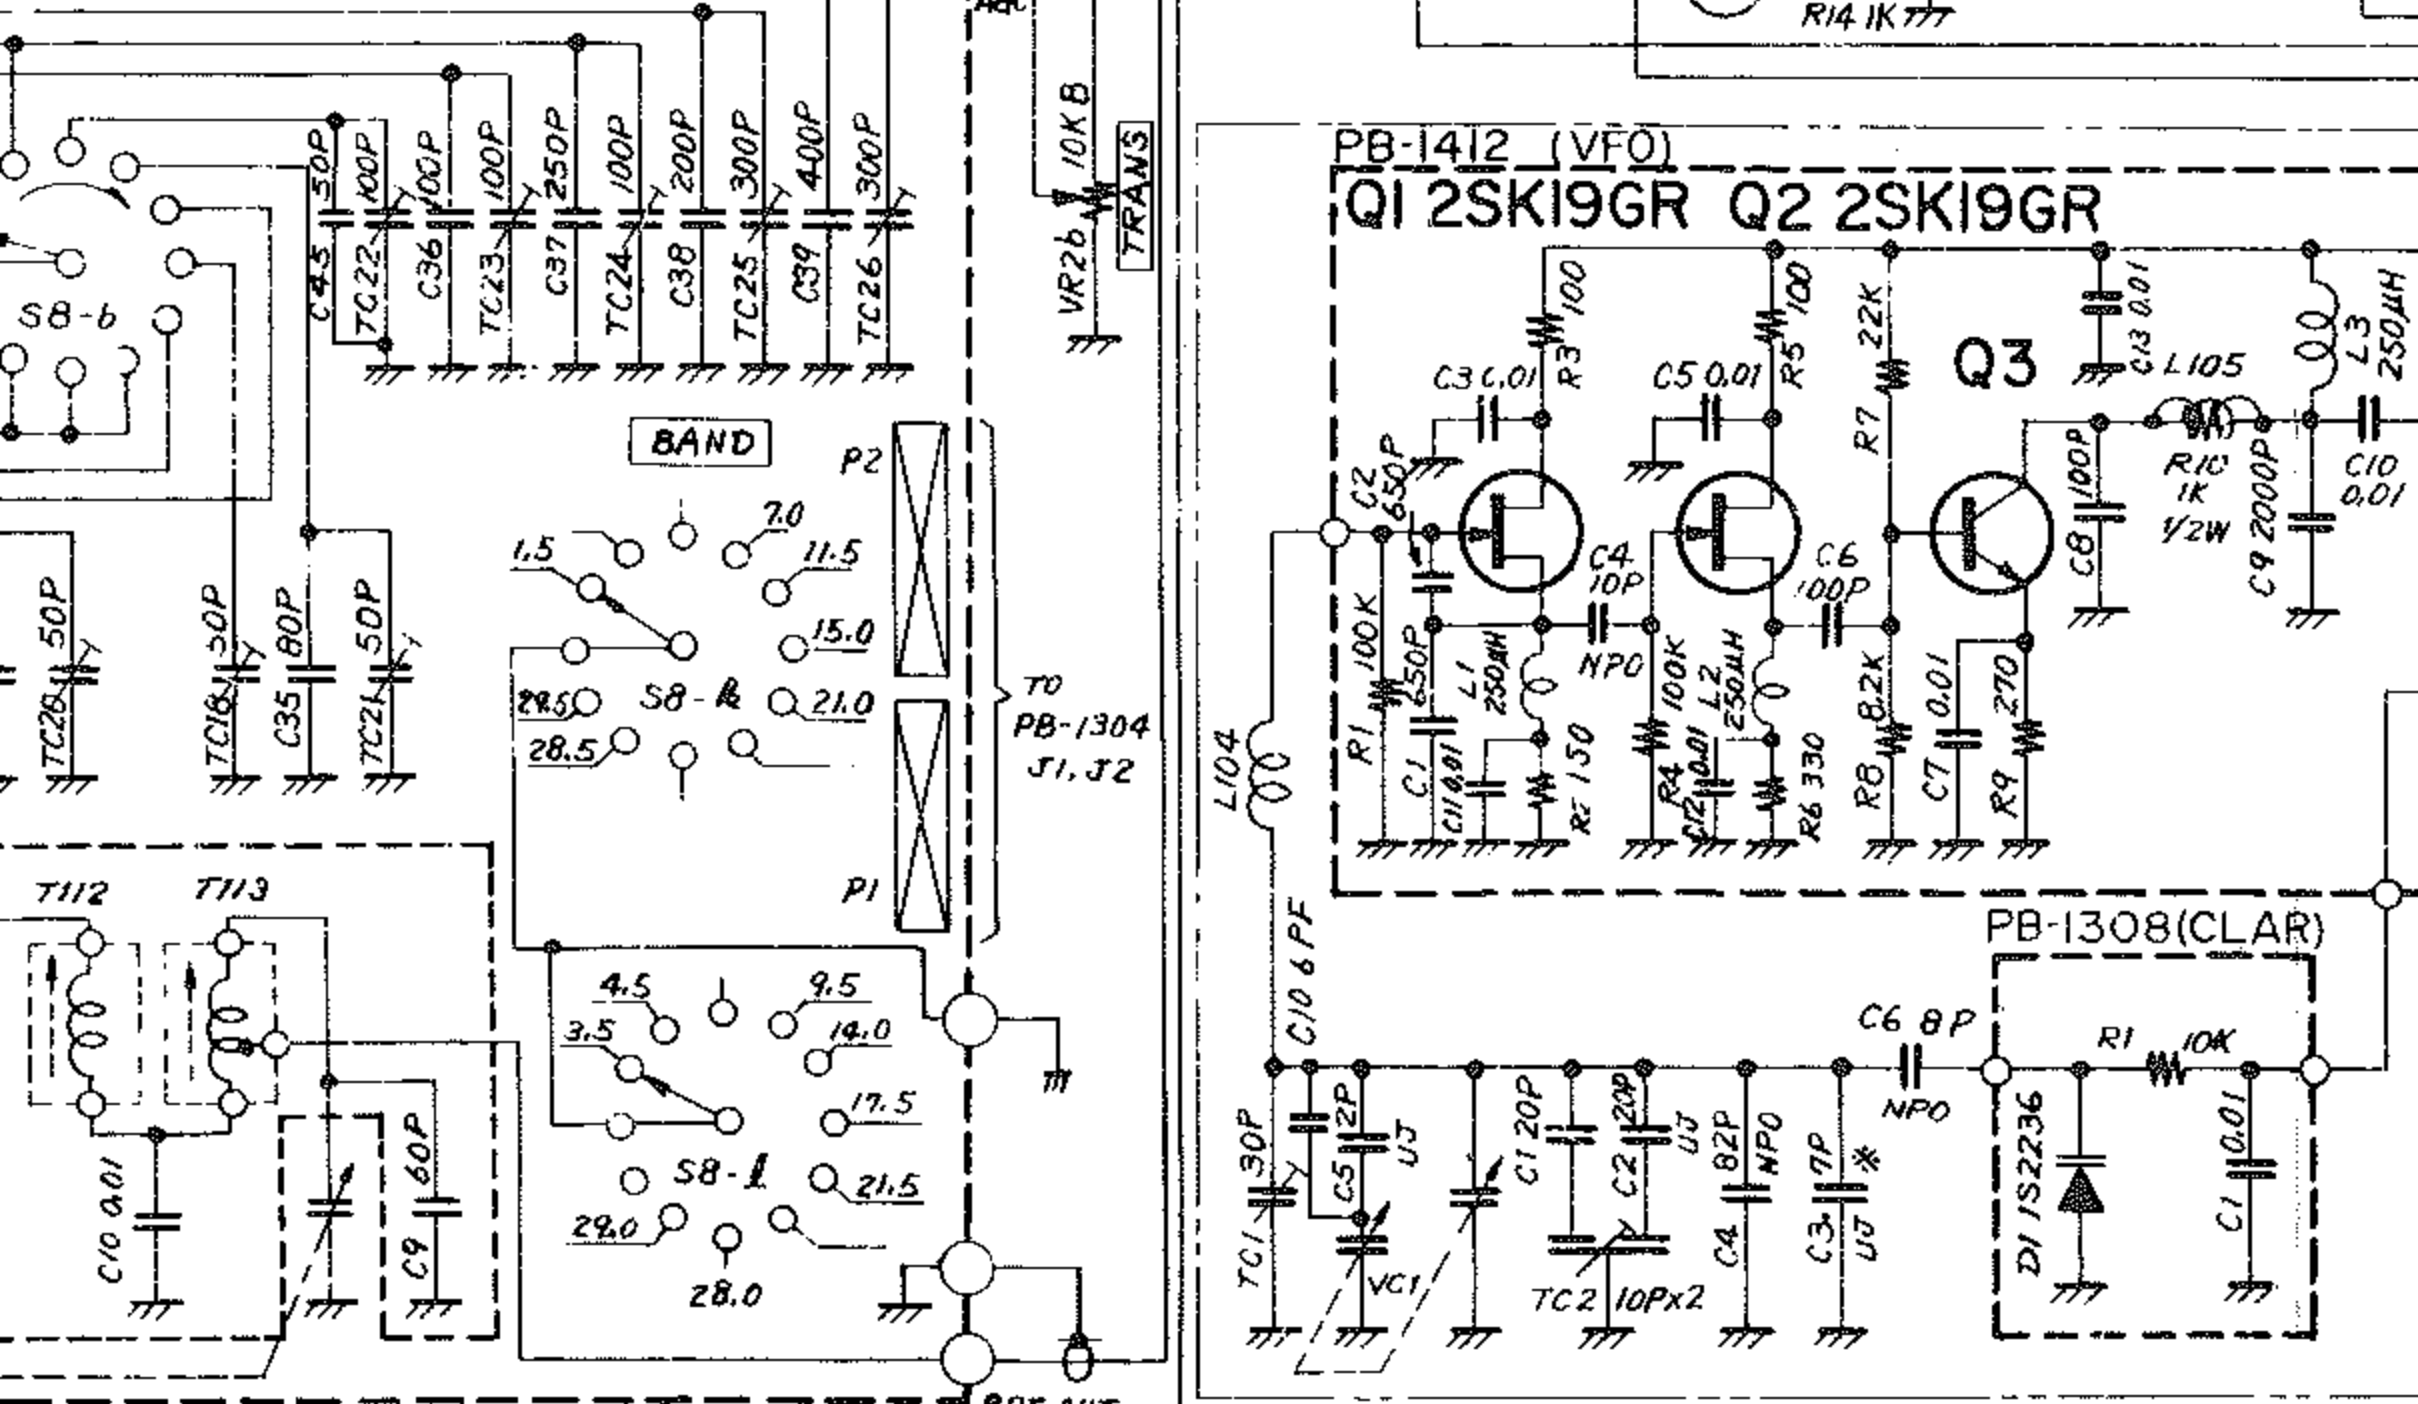 R14 1K
10KB
VR2b
TRANS
50P
100P
100P
100P
250P
100P
200P
300P
400P
300P
C45
TC22
C36
TC23
C37
TC24
C38
TC25
C39
TC26
S8-b
PB-1412 (VFO)
Q1 2SK19GR Q2 2SK19GR
R3 100
R5 100
22K
R7
Q3
C13 0.01
L3
250μH
C3 0.01
C5 0.01
L105
R10
1K
1/2W
C10
0.01
C8 100P
C9 2000P
C2
650P
C4
10P
NPO
C6
100P
R1 100K
C1 650P
L1
250μH
C11 0.01
R2 150
R4 100K
L2
250μH
C12 0.01
R6 330
R8 8.2K
C7 0.01
R9 270
L104
BAND
P2
P1
1.5
7.0
11.5
15.0
21.0
29.5
28.5
TO
PB-1304
J1, J2
50P
50P
80P
50P
TC18
C35
TC21
T112
T113
C10 0.01
C9 60P
4.5
3.5
9.5
14.0
17.5
21.5
29.0
28.0
C10 6PF
TC1 30P
C5 2P
UJ
VC1
C1 20P
C2 20P
UJ
TC2 10PX2
C4 82P
NPO
C3 7P
UJ *
C6 8P
NPO
PB-1308(CLAR)
R1 10K
D1 1S2236
C1 0.01